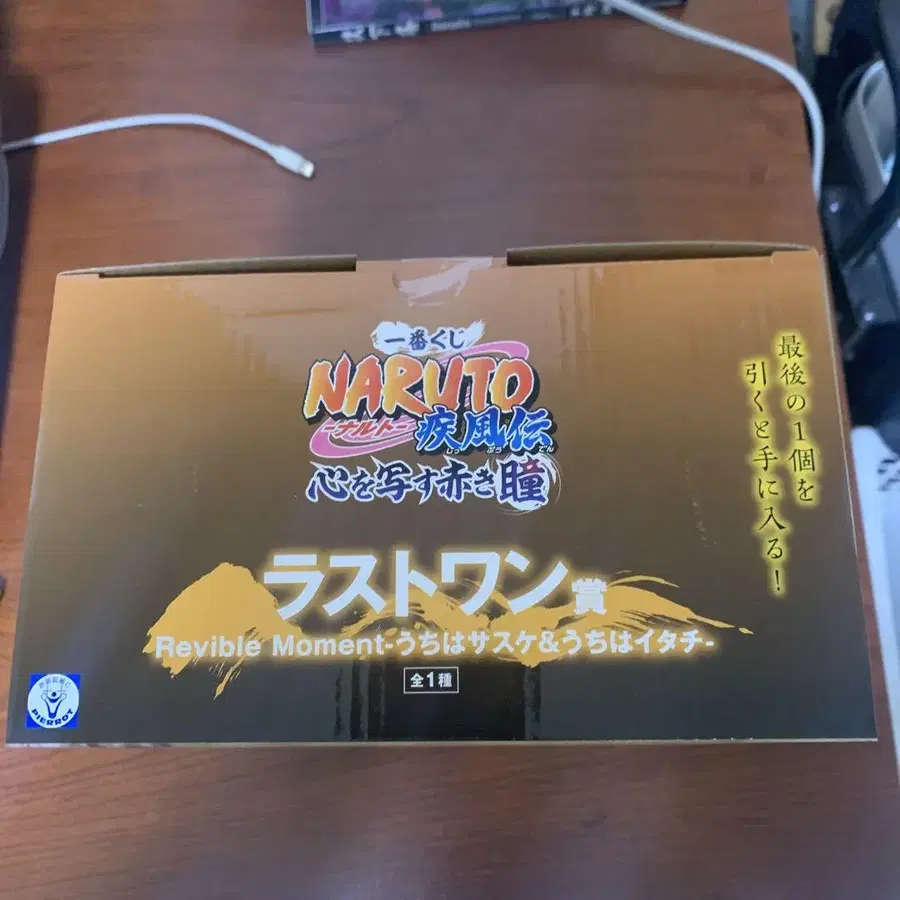 一番くじ
NARUTO
-ナルト-
疾風伝
しっ ぷう でん
心を写す赤き瞳
最後の1個を
引くと手に入る!
ラストワン賞
Revible Moment-うちはサスケ&うちはイタチ-
全1種
PIERROT